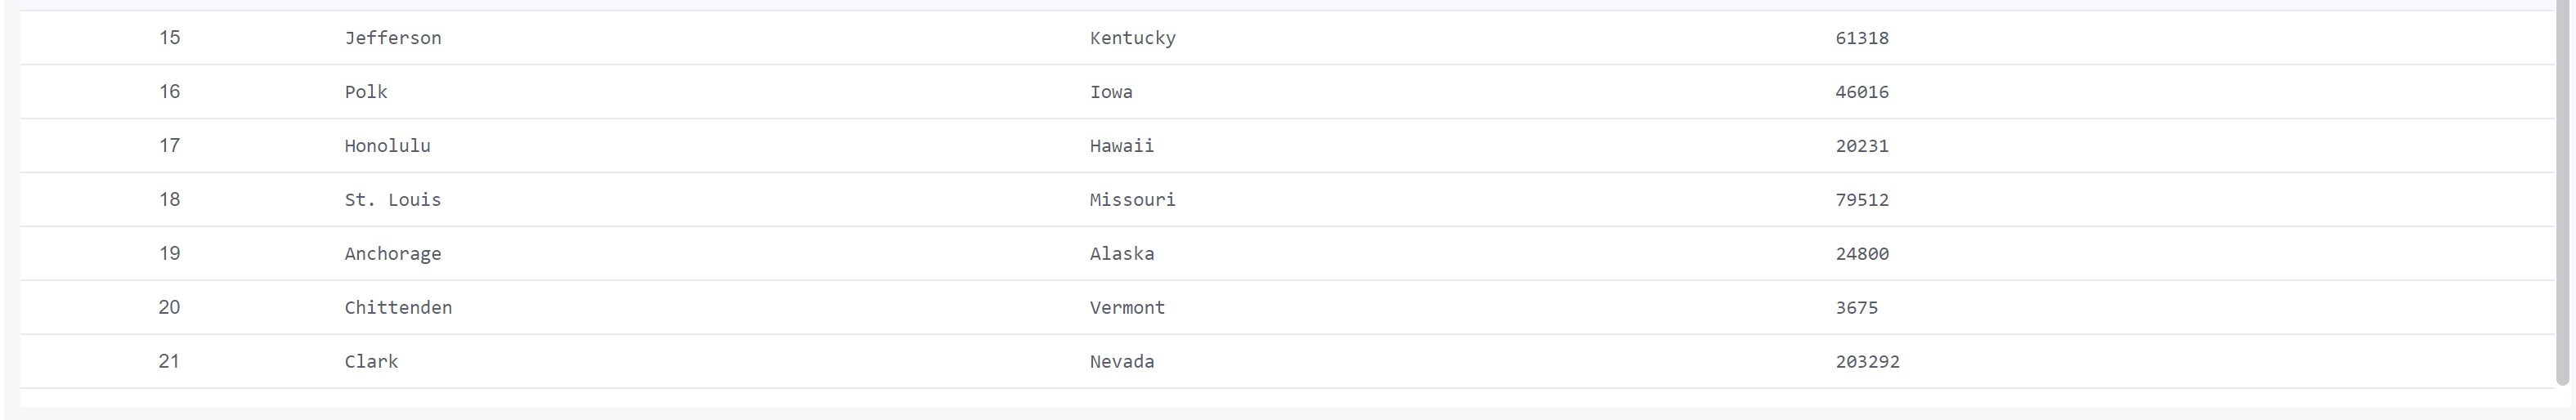 15 Jefferson Kentucky 61318
16 Polk Iowa 46016
17 Honolulu Hawaii 20231
18 St. Louis Missouri 79512
19 Anchorage Alaska 24800
20 Chittenden Vermont 3675
21 Clark Nevada 203292